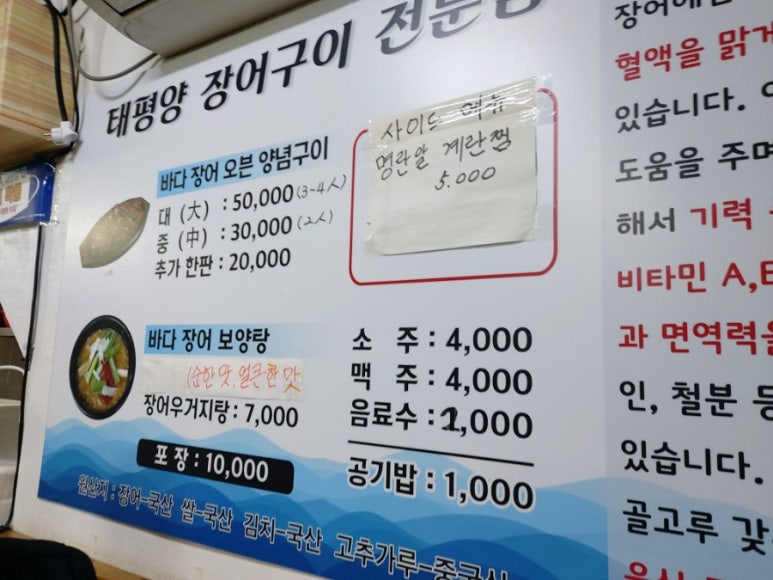 태평양 장어구이 전문점
바다 장어 오븐 양념구이
대 (大) : 50,000 (3~4人)
중 (中) : 30,000 (2人)
추가 한판 : 20,000
사이드 메뉴
명란알 계란찜
5.000
바다 장어 보양탕
(순한맛, 얼큰한맛
장어우거지탕 : 7,000
포 장 : 10,000
소 주 : 4,000
맥 주 : 4,000
음료수 : 2,000
공기밥 : 1,000
원산지 : 장어-국산 쌀-국산 김치-국산 고추가루-중국산
혈액을 맑게
있습니다.
도움을 주며
해서 기력
비타민 A,E
과 면역력을
인, 철분 등
있습니다.
골고루 갖